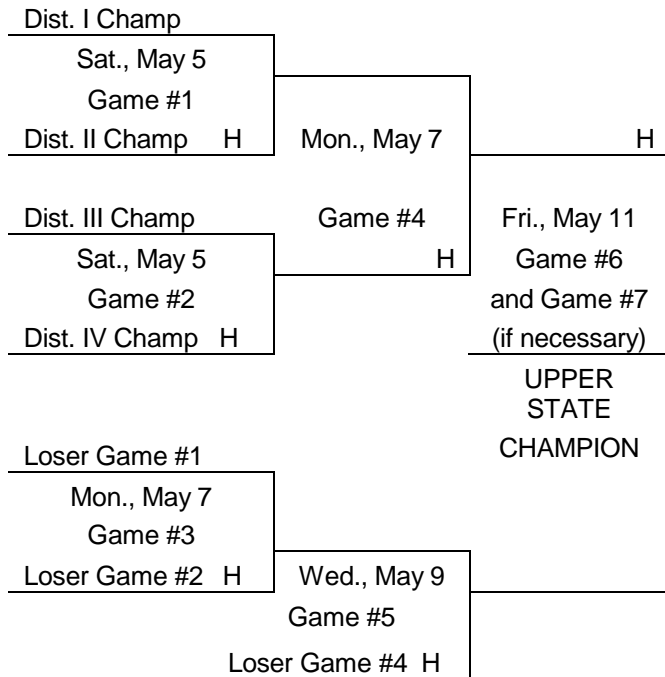 Dist. I Champ
Sat., May 5
Game #1
Dist. II Champ H
Mon., May 7
H
Dist. III Champ
Game #4
Fri., May 11
Sat., May 5
H
Game #6
Game #2
and Game #7
Dist. IV Champ H
(if necessary)
UPPER
STATE
CHAMPION
Loser Game #1
Mon., May 7
Game #3
Loser Game #2 H
Wed., May 9
Game #5
Loser Game #4 H